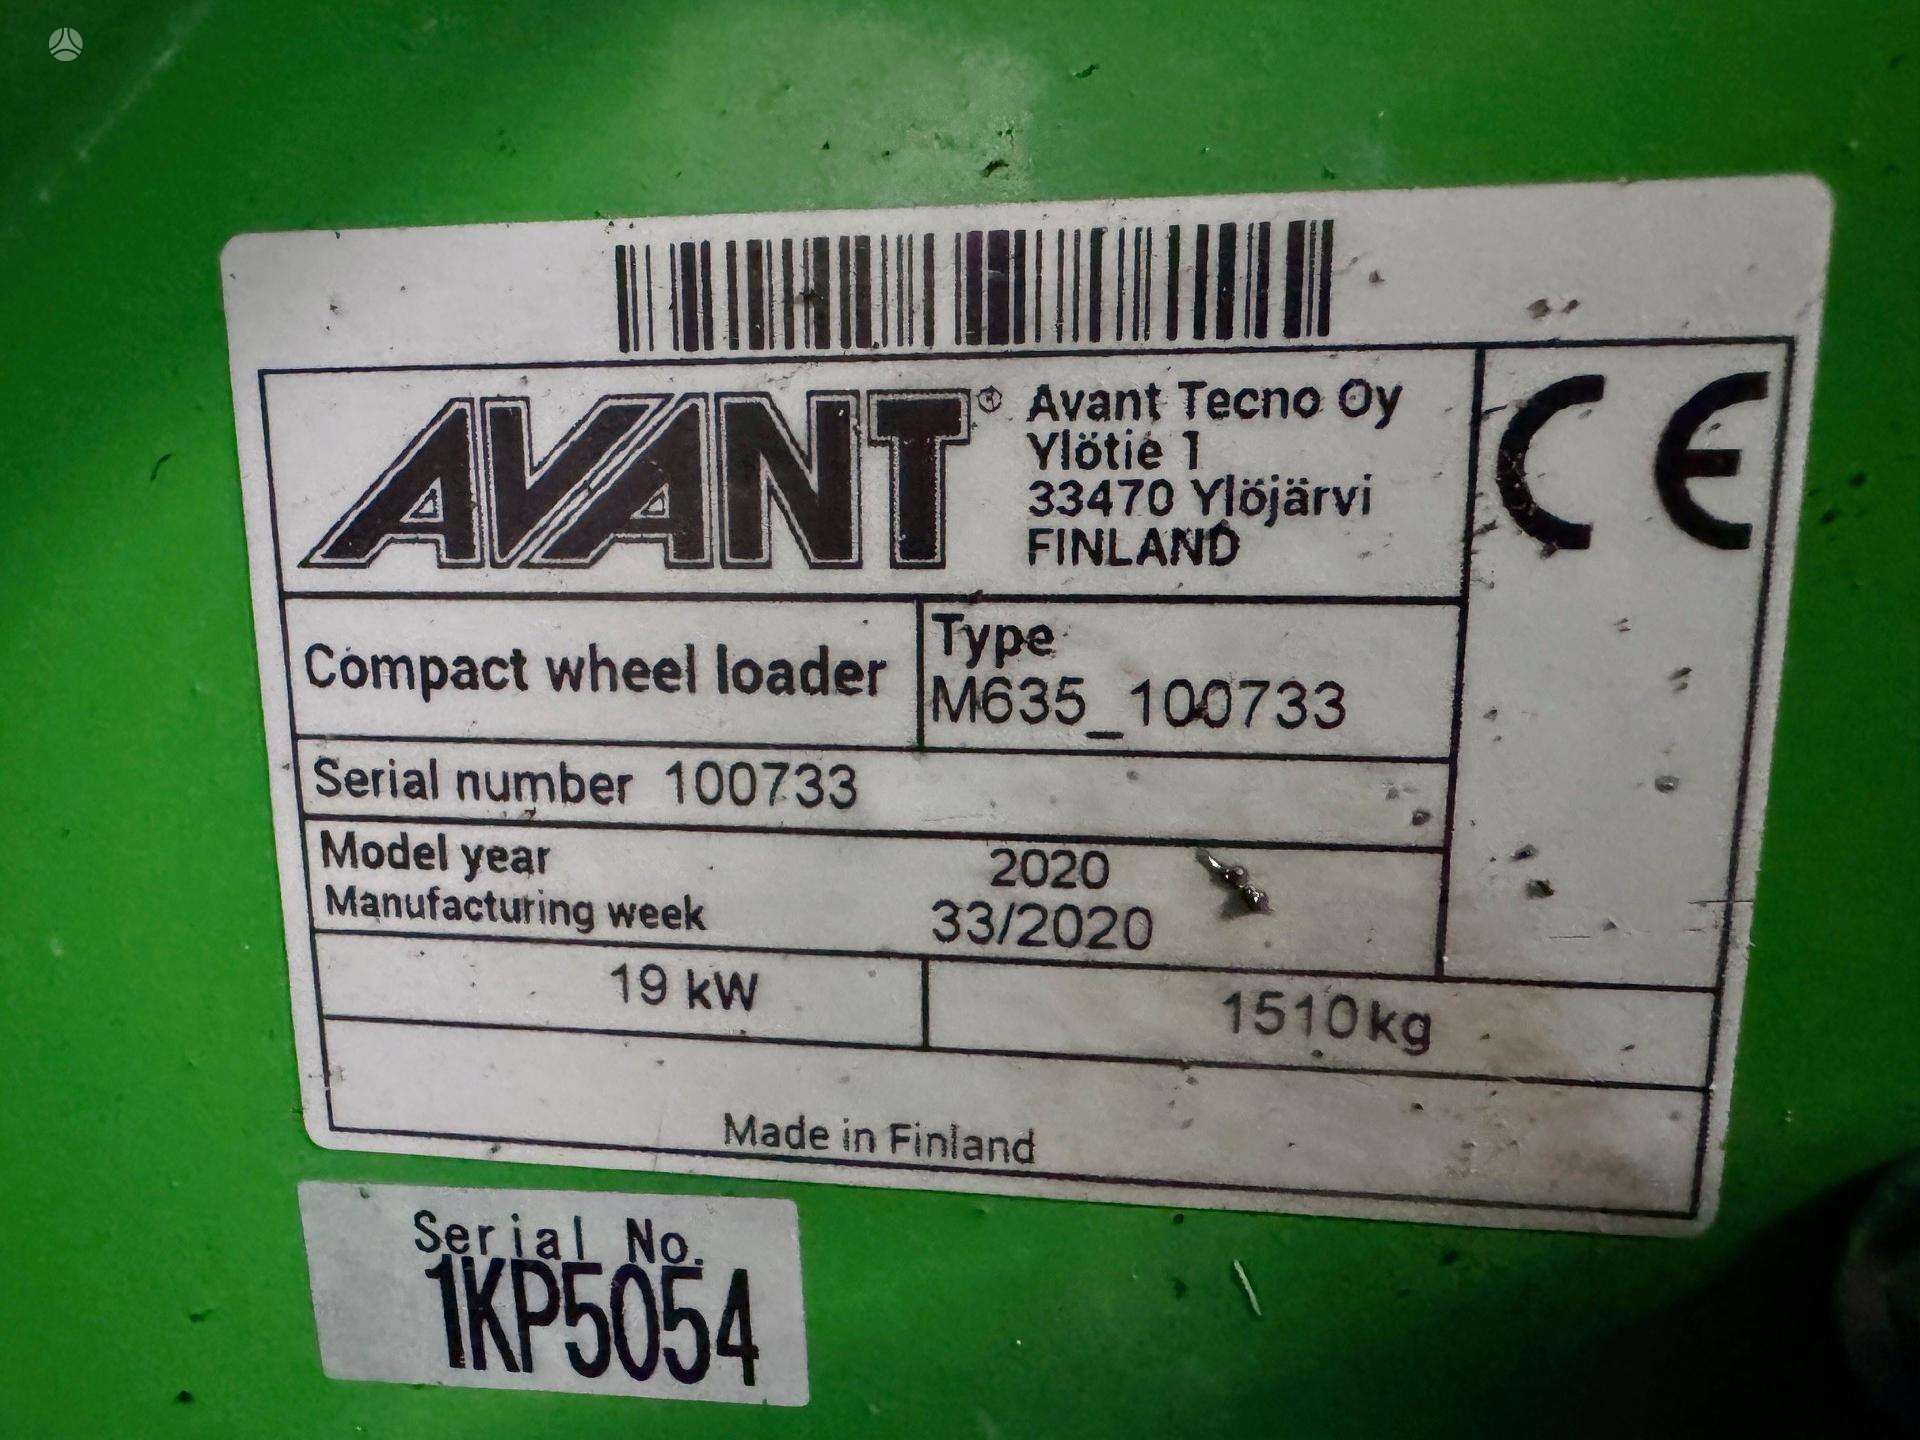 AVANT®
Avant Tecno Oy
Ylötie 1
33470 Ylöjärvi
FINLAND
CE
Compact wheel loader
Type
M635_100733
Serial number 100733
Model year 2020
Manufacturing week 33/2020
19 kW 1510 kg
Made in Finland
Serial No.
1KP5054